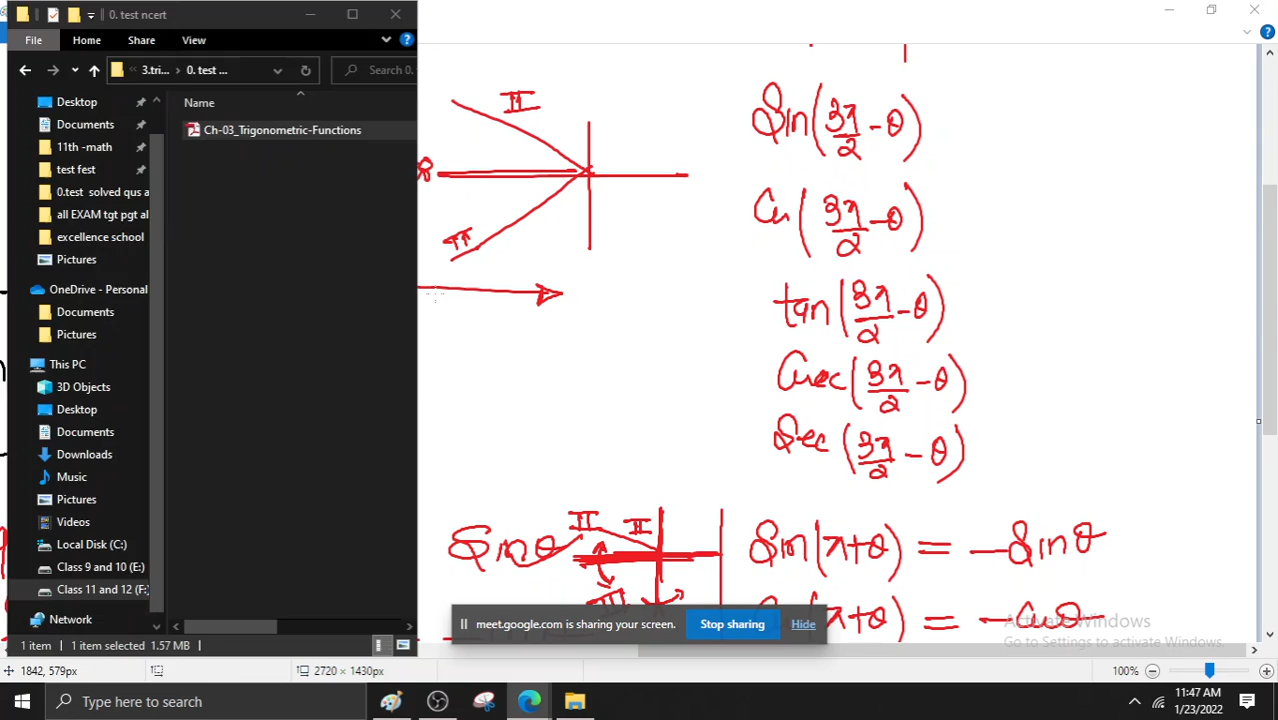 0. test ncert
File Home Share View
3.tri... › 0. test ...
Search 0.
Name
Ch-03_Trigonometric-Functions
Desktop
Documents
11th -math
test fest
0.test solved qus a
all EXAM tgt pgt al
excellence school
Pictures
OneDrive - Personal
Documents
Pictures
This PC
3D Objects
Desktop
Documents
Downloads
Music
Pictures
Videos
Local Disk (C:)
Class 9 and 10 (E:)
Class 11 and 12 (F:)
Network
1 item 1 item selected 1.57 MB
II
III
Sin(3π/2 - θ)
Cos(3π/2 - θ)
tan(3π/2 - θ)
Cosec(3π/2 - θ)
Sec(3π/2 - θ)
Sinθ
II II
III
Sin(π+θ) = -Sinθ
(π+θ) = -Cosθ
meet.google.com is sharing your screen. Stop sharing Hide
Activate Windows
Go to Settings to activate Windows.
1842, 579px 2720 × 1430px 100%
Type here to search
11:47 AM
1/23/2022